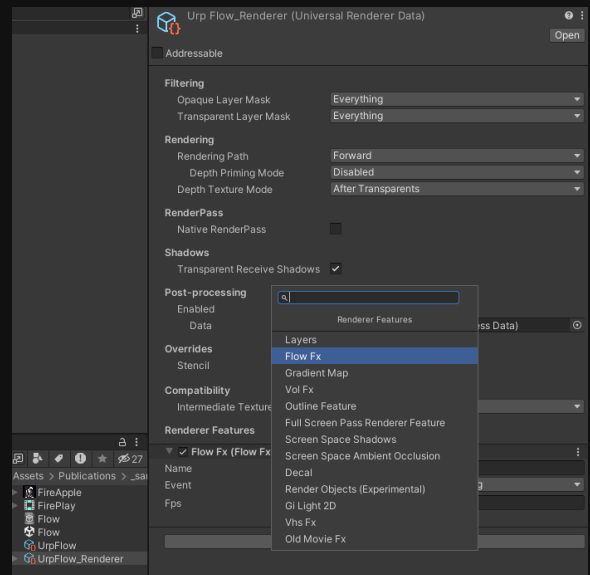 Urp Flow_Renderer (Universal Renderer Data)
Open
Addressable
Filtering
Opaque Layer Mask Everything
Transparent Layer Mask Everything
Rendering
Rendering Path Forward
Depth Priming Mode Disabled
Depth Texture Mode After Transparents
RenderPass
Native RenderPass
Shadows
Transparent Receive Shadows
Post-processing
Enabled
Data ess Data)
Overrides
Stencil
Compatibility
Intermediate Texture
Renderer Features
Flow Fx (Flow Fx
Name
Event g
Fps
Renderer Features
Layers
Flow Fx
Gradient Map
Vol Fx
Outline Feature
Full Screen Pass Renderer Feature
Screen Space Shadows
Screen Space Ambient Occlusion
Decal
Render Objects (Experimental)
Gi Light 2D
Vhs Fx
Old Movie Fx
27
Assets > Publications > _sa
FireApple
FirePlay
Flow
Flow
UrpFlow
UrpFlow_Renderer